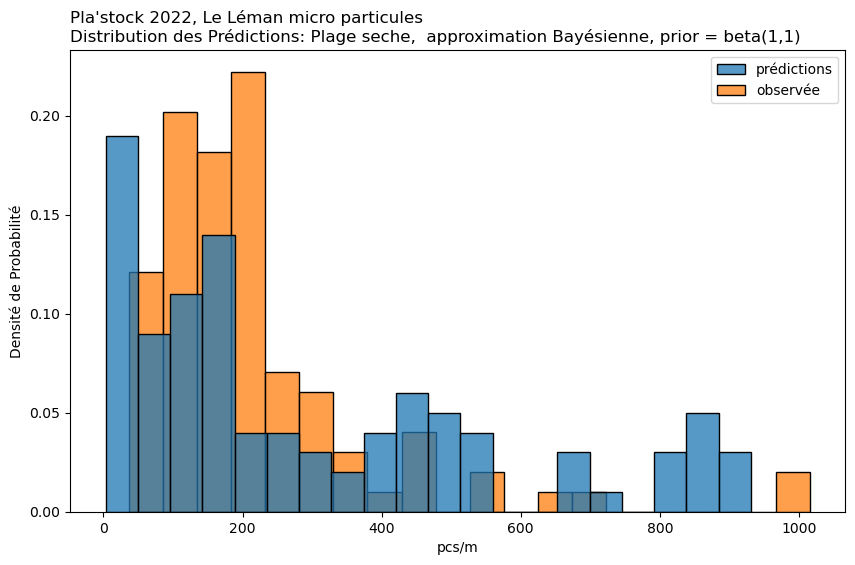 Pla'stock 2022, Le Léman micro particules
Distribution des Prédictions: Plage seche,  approximation Bayésienne, prior = beta(1,1)
prédictions
observée
Densité de Probabilité
0.20
0.15
0.10
0.05
0.00
0
200
400
600
800
1000
pcs/m